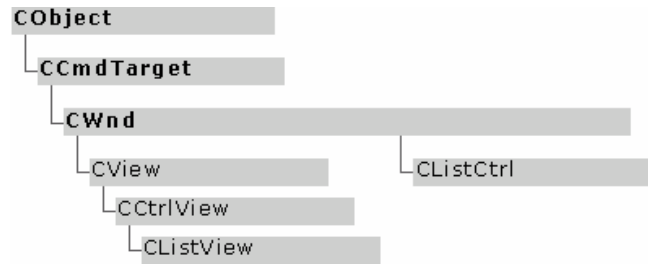 CObject
CCmdTarget
CWnd
CView CListCtrl
CCtrlView
CListView